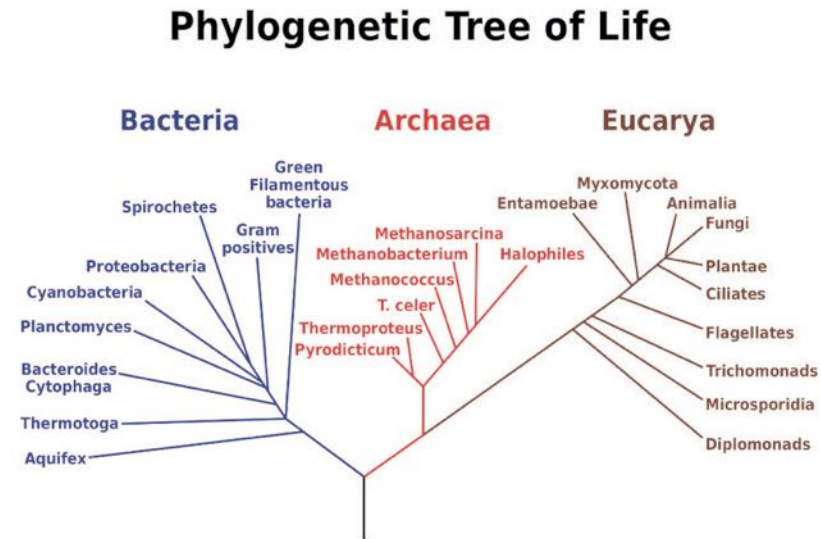 Phylogenetic Tree of Life
Bacteria
Archaea
Eucarya
Green
Filamentous
bacteria
Spirochetes
Gram
positives
Proteobacteria
Cyanobacteria
Planctomyces
Bacteroides
Cytophaga
Thermotoga
Aquifex
Methanosarcina
Methanobacterium
Halophiles
Methanococcus
T. celer
Thermoproteus
Pyrodicticum
Myxomycota
Entamoebae
Animalia
Fungi
Plantae
Ciliates
Flagellates
Trichomonads
Microsporidia
Diplomonads